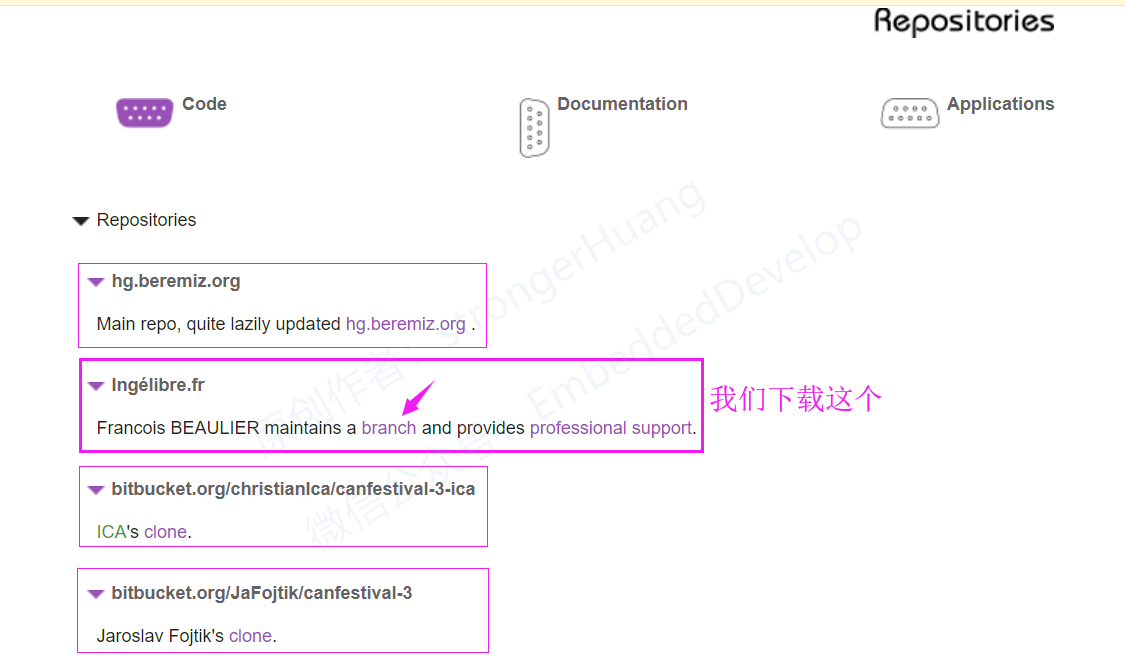 Repositories
Code
Documentation
Applications
Repositories
hg.beremiz.org
Main repo, quite lazily updated hg.beremiz.org .
Ingélibre.fr
Francois BEAULIER maintains a branch and provides professional support.
我们下载这个
bitbucket.org/christianIca/canfestival-3-ica
ICA's clone.
bitbucket.org/JaFojtik/canfestival-3
Jaroslav Fojtik's clone.
原创作者：strongerHuang
微信公众号：EmbeddedDevelop